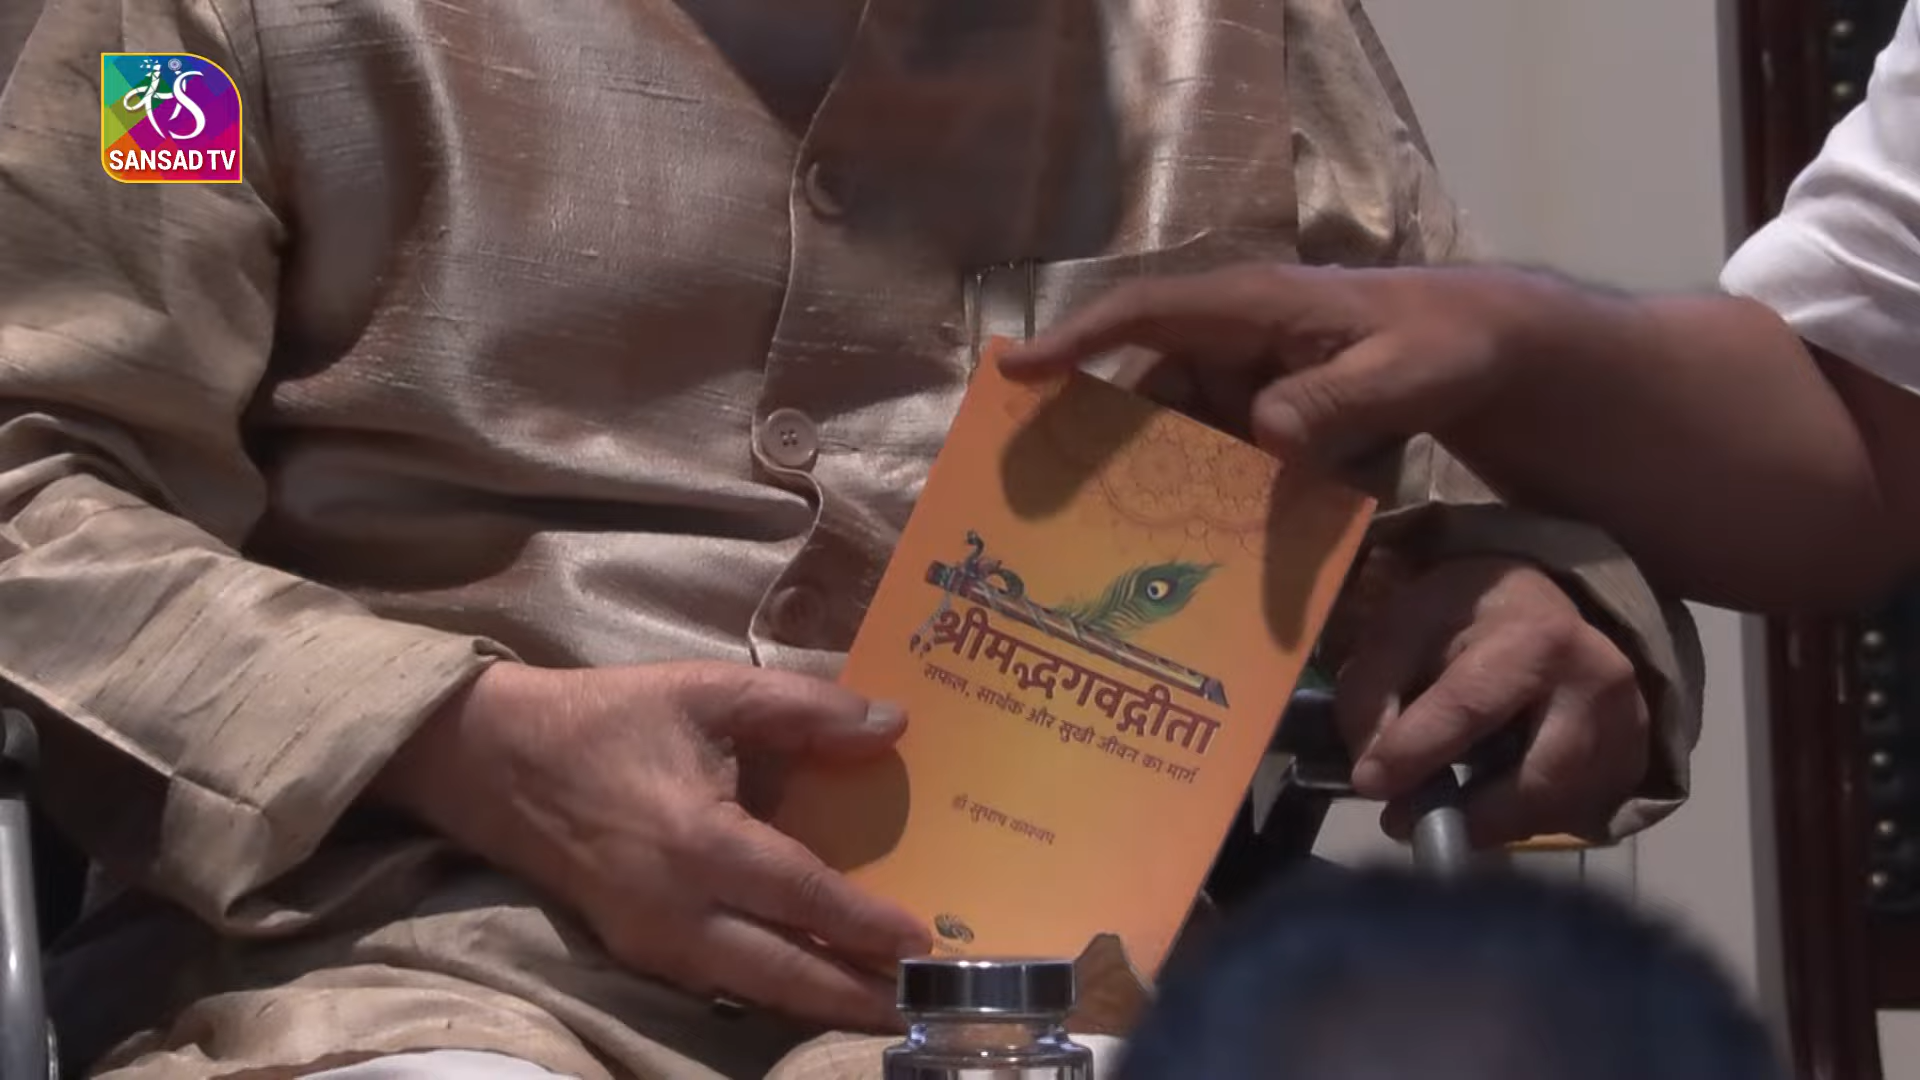 SANSAD TV
श्रीमद्भगवद्गीता
सफल, सार्थक और सुखी जीवन का मार्ग
डॉ सुभाष कश्यप